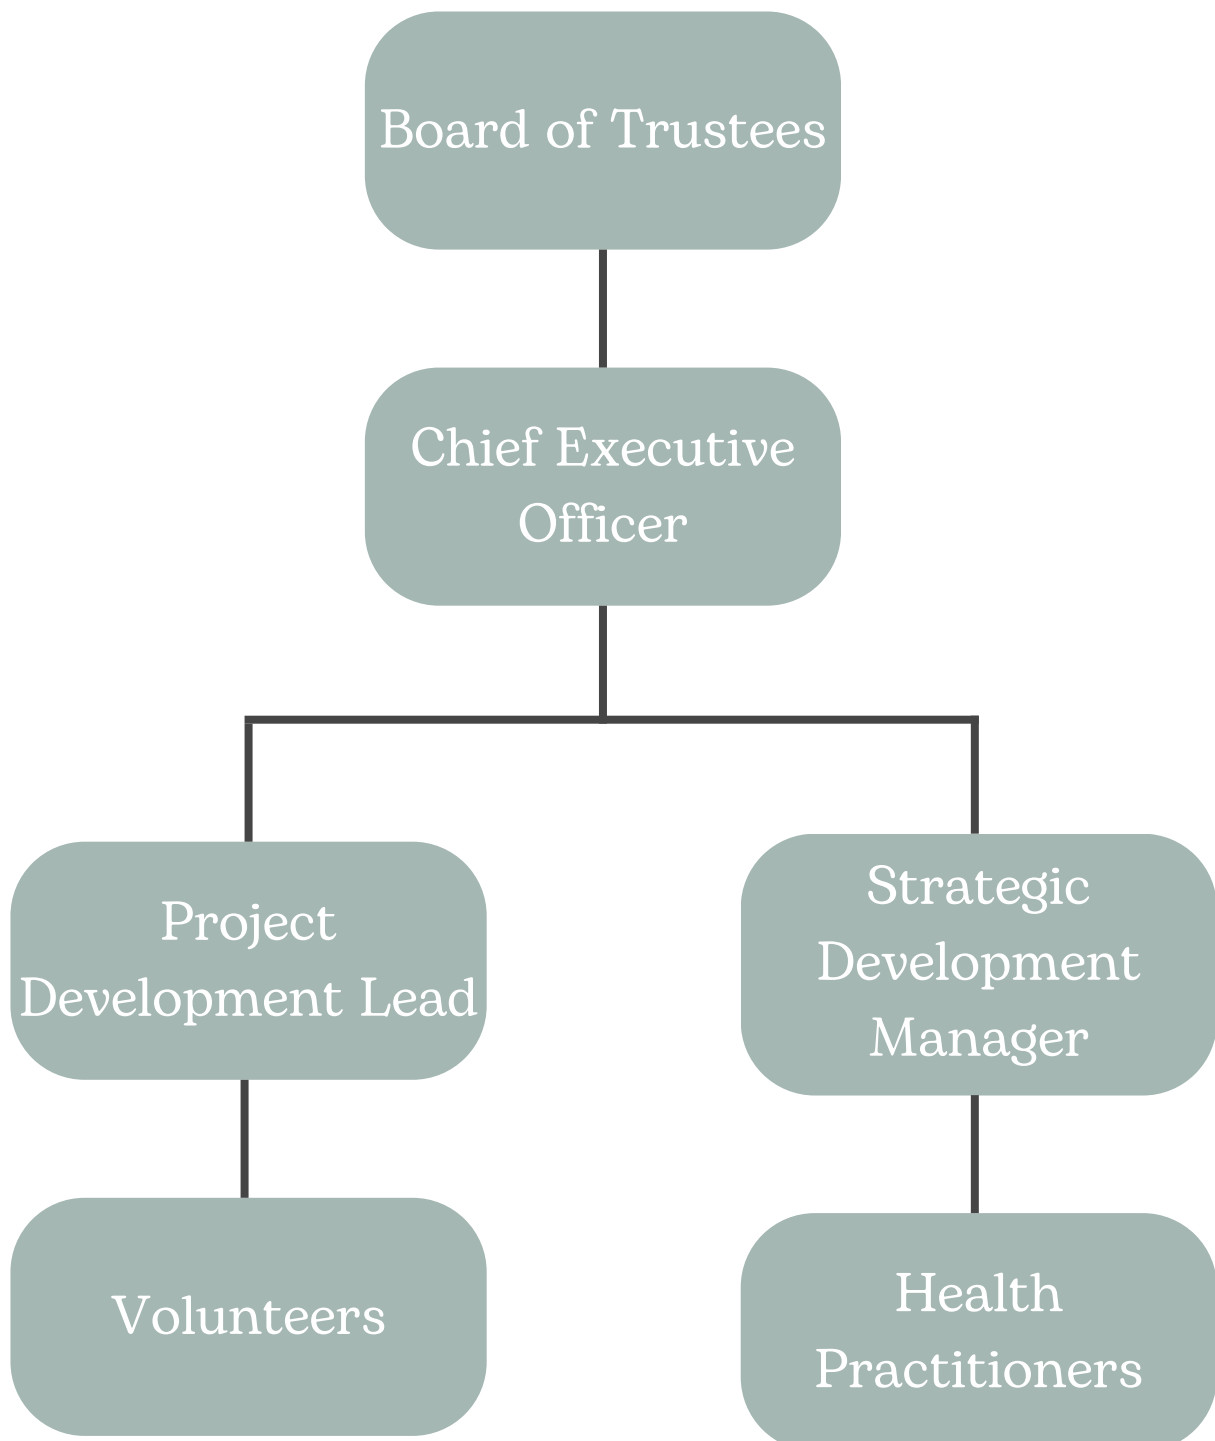 Board of Trustees
Chief Executive
Officer
Project
Development Lead
Strategic
Development
Manager
Volunteers
Health
Practitioners